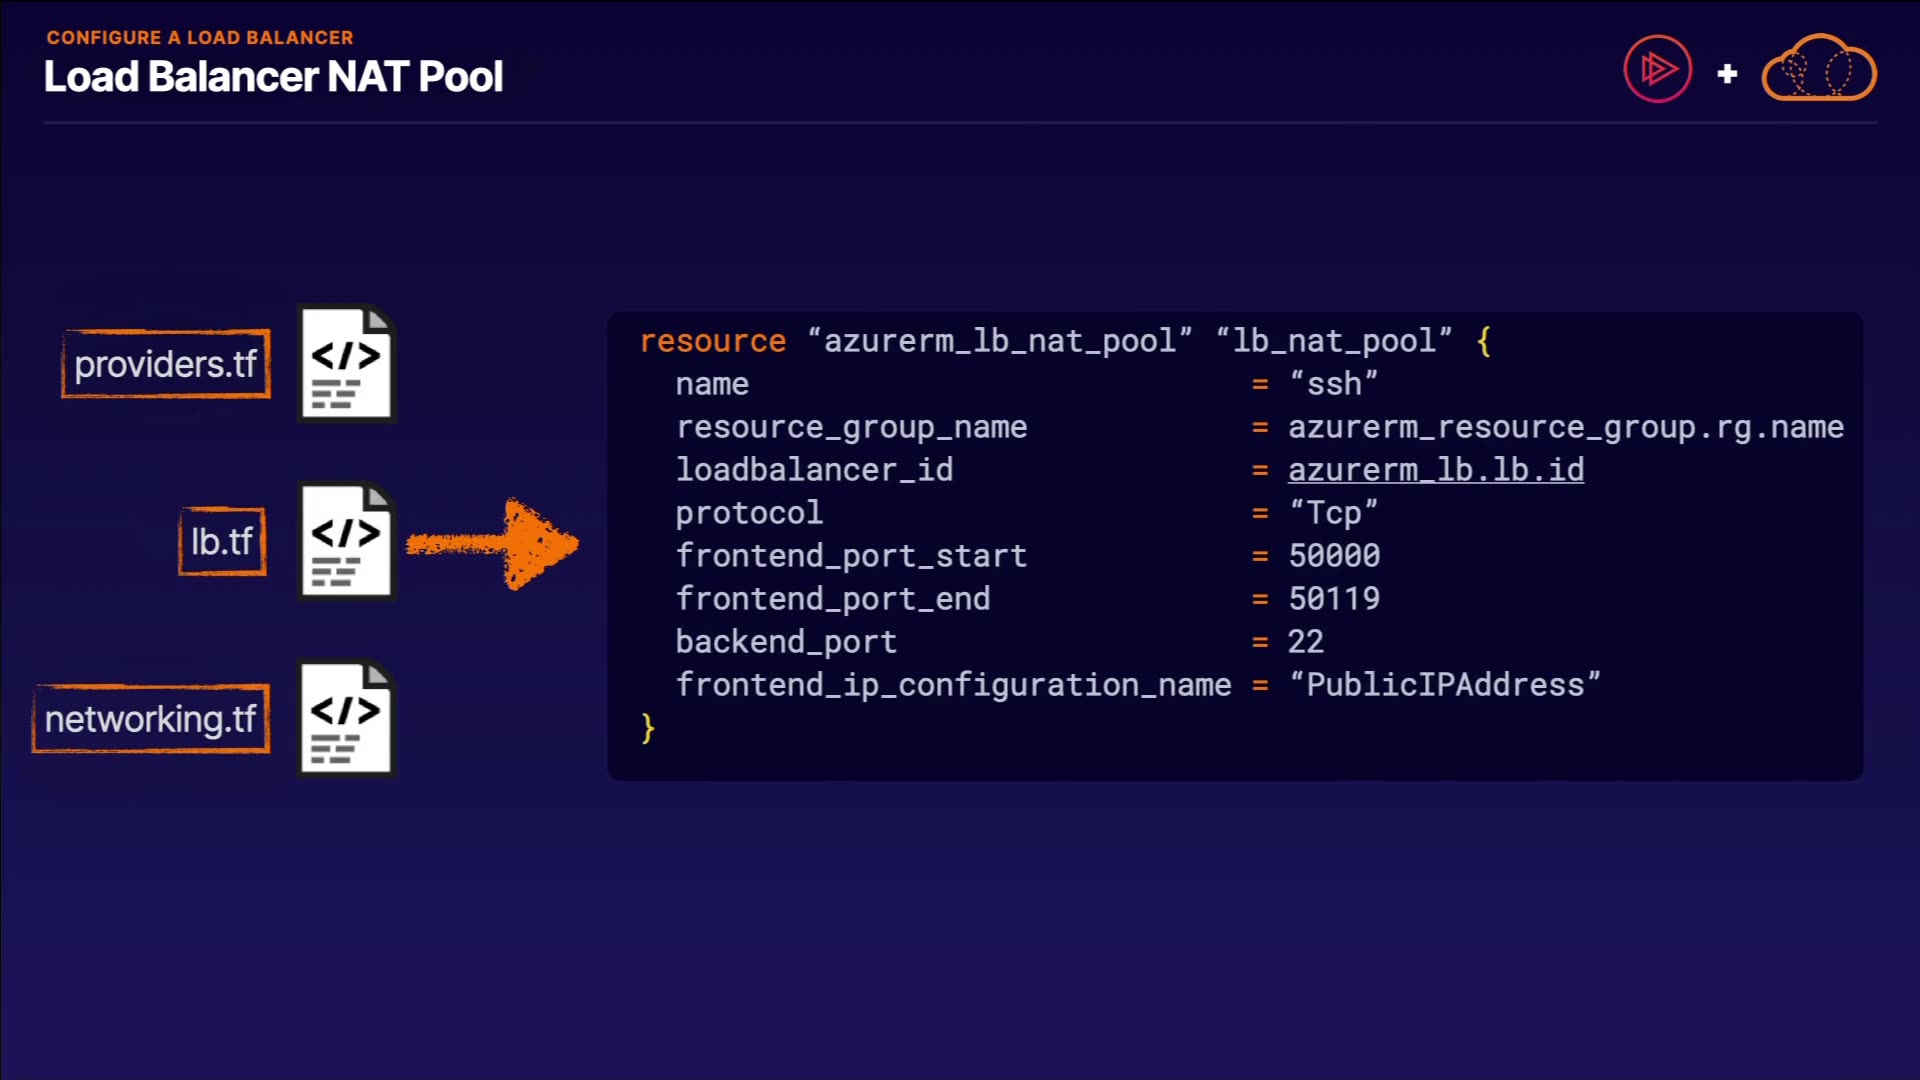 CONFIGURE A LOAD BALANCER
Load Balancer NAT Pool
providers.tf
</>
lb.tf
</>
networking.tf
</>
resource “azurerm_lb_nat_pool” “lb_nat_pool” {
name = “ssh”
resource_group_name = azurerm_resource_group.rg.name
loadbalancer_id = azurerm_lb.lb.id
protocol = “Tcp”
frontend_port_start = 50000
frontend_port_end = 50119
backend_port = 22
frontend_ip_configuration_name = “PublicIPAddress”
}